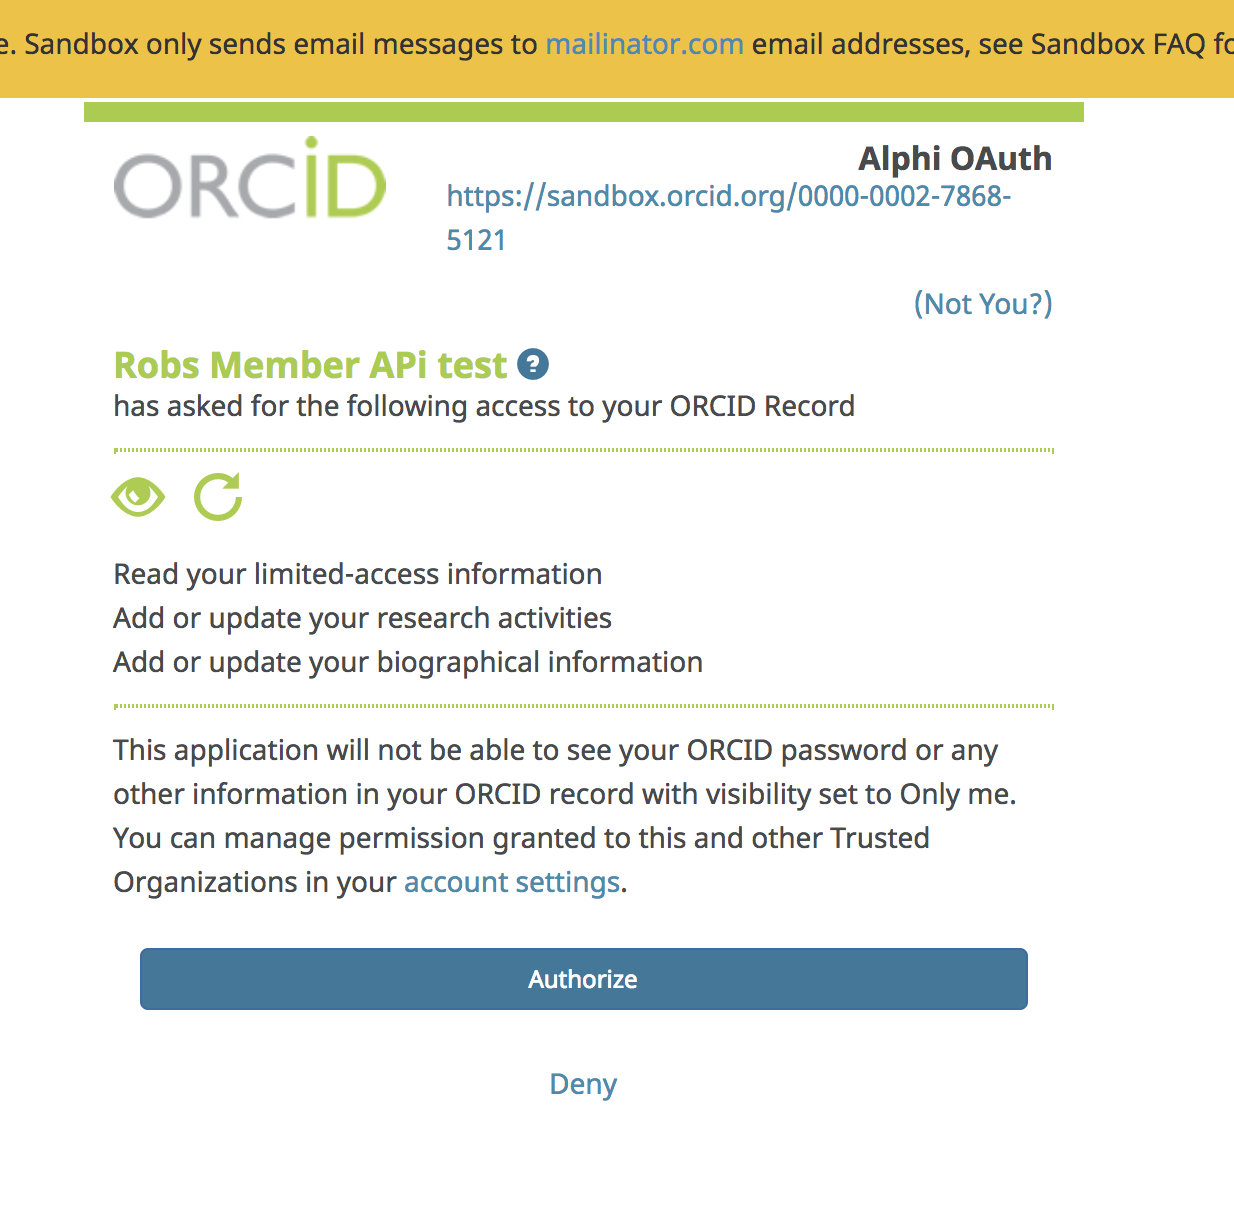 e. Sandbox only sends email messages to mailinator.com email addresses, see Sandbox FAQ fo
ORCiD
Alphi OAuth
https://sandbox.orcid.org/0000-0002-7868-
5121
(Not You?)
Robs Member APi test ?
has asked for the following access to your ORCID Record
Read your limited-access information
Add or update your research activities
Add or update your biographical information
This application will not be able to see your ORCID password or any
other information in your ORCID record with visibility set to Only me.
You can manage permission granted to this and other Trusted
Organizations in your account settings.
Authorize
Deny